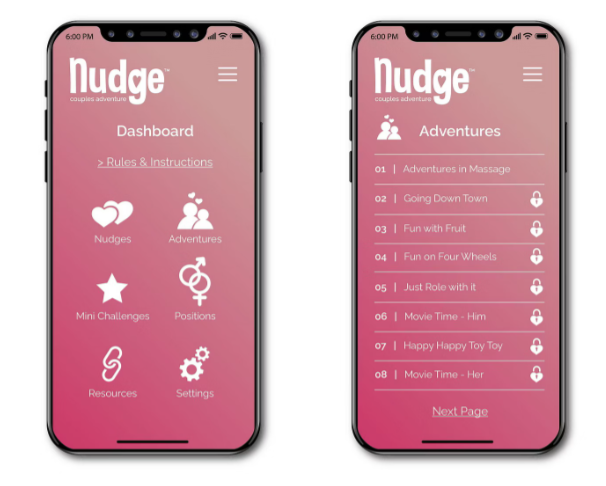 6:00 PM
Nudge™
couples adventure
Dashboard
> Rules & Instructions
Nudges
Adventures
Mini Challenges
Positions
Resources
Settings
6:00 PM
Nudge™
couples adventure
Adventures
01 | Adventures in Massage
02 | Going Down Town
03 | Fun with Fruit
04 | Fun on Four Wheels
05 | Just Role with it
06 | Movie Time - Him
07 | Happy Happy Toy Toy
08 | Movie Time - Her
Next Page